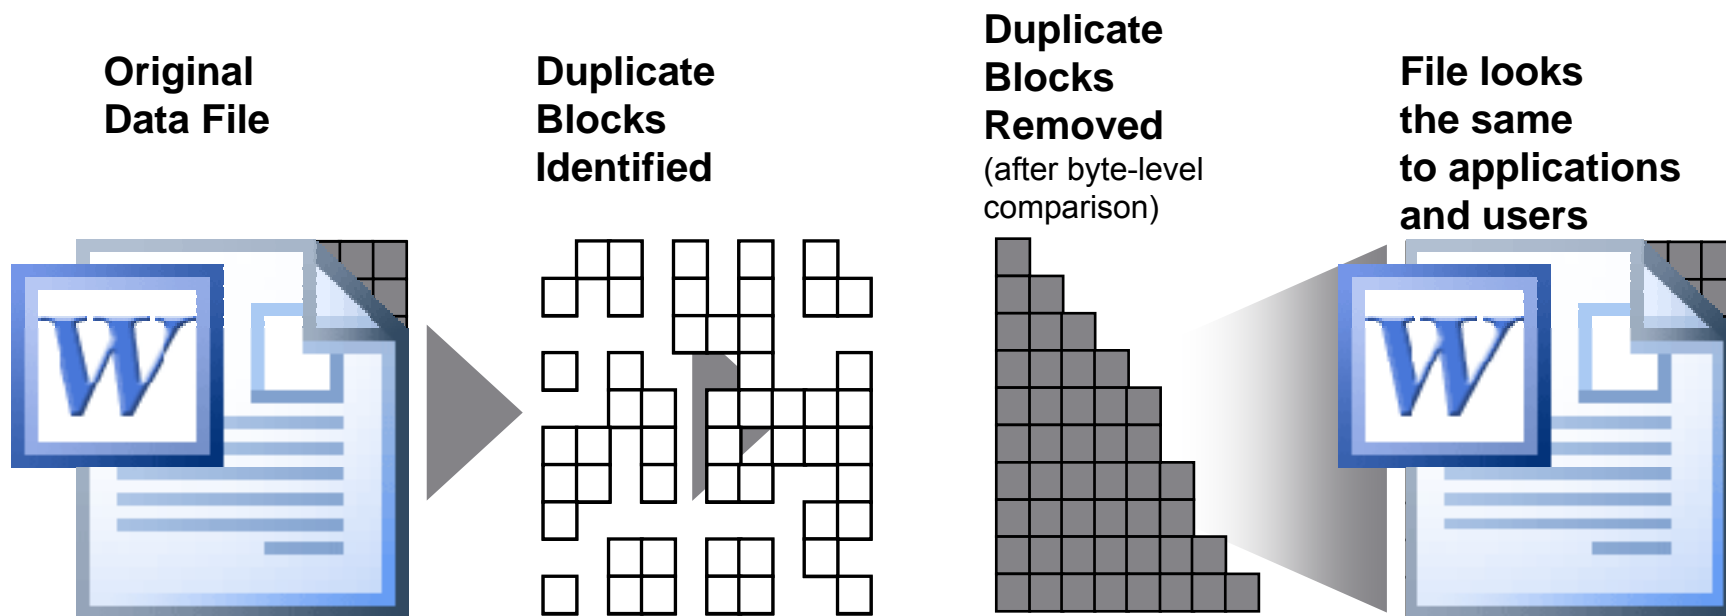 Original
Data File
Duplicate
Blocks
Identified
Duplicate
Blocks
Removed
(after byte-level
comparison)
File looks
the same
to applications
and users
W
W